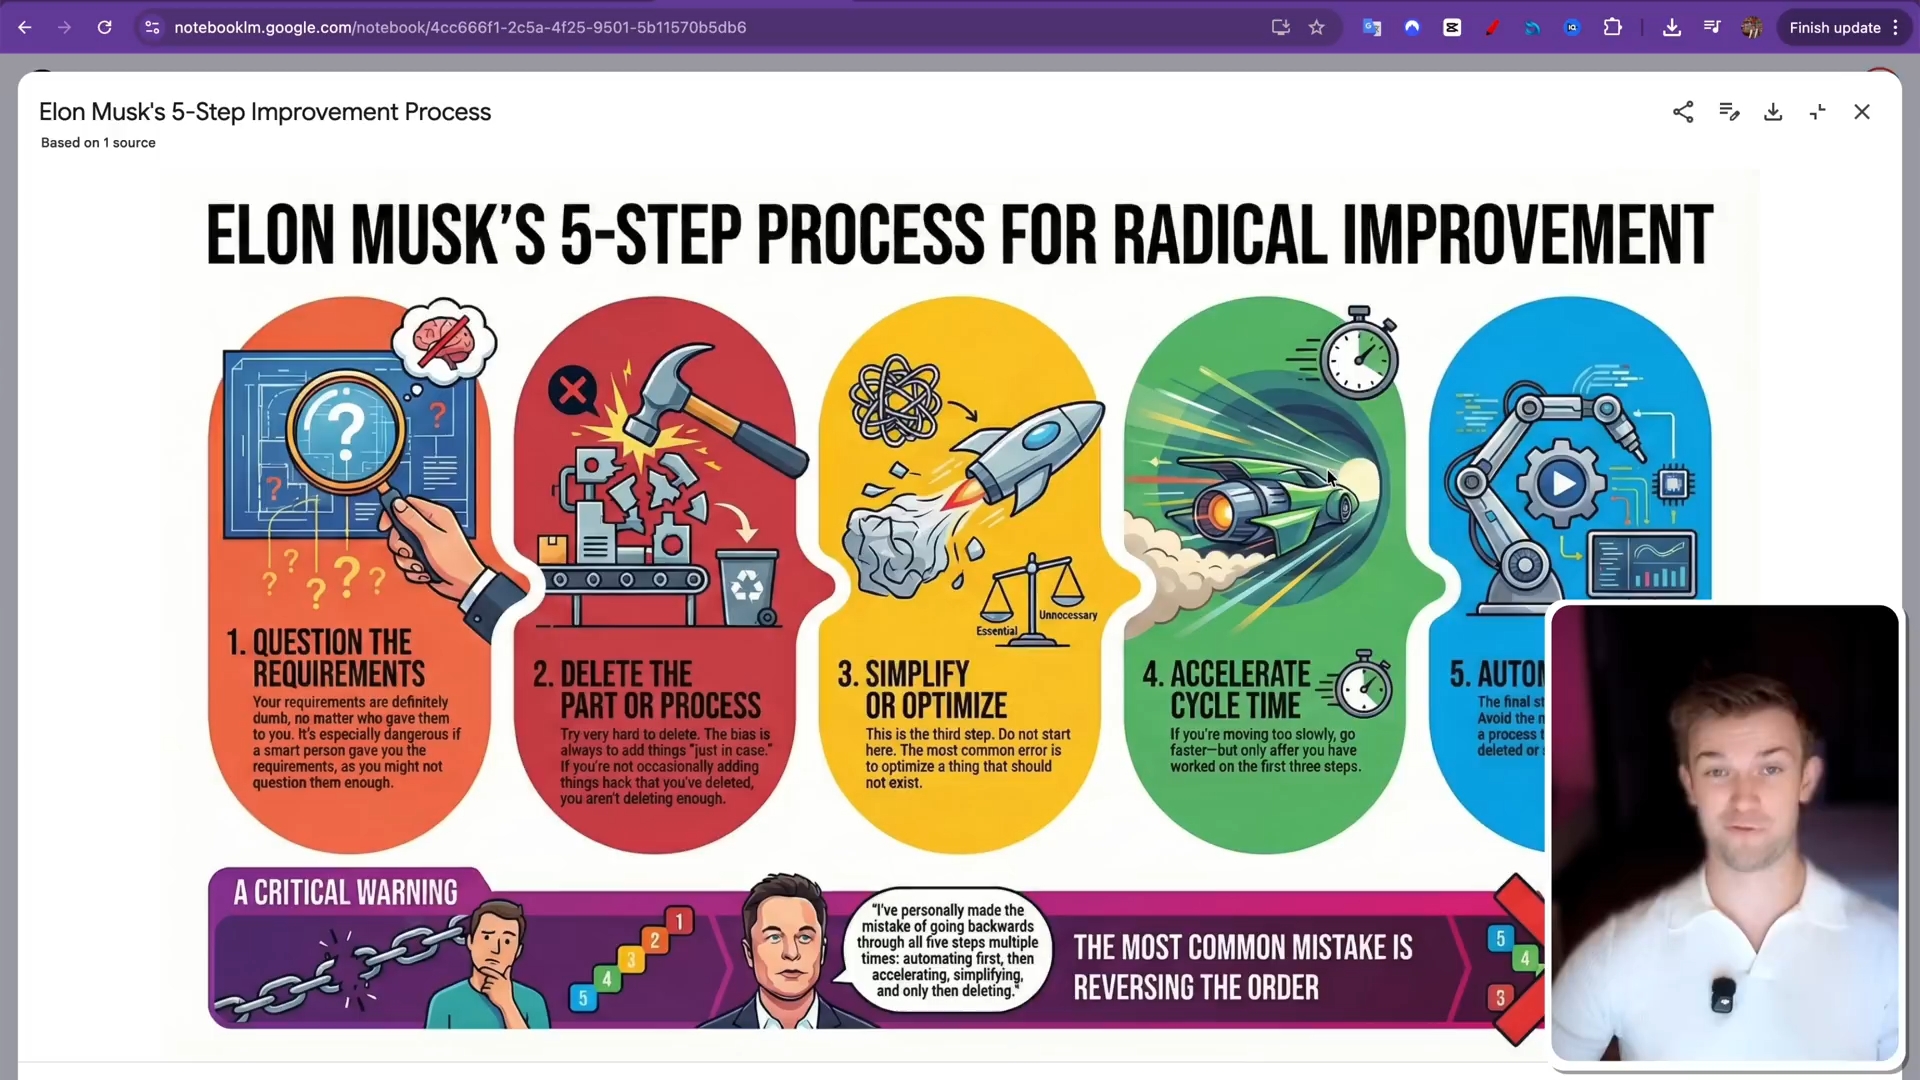 notebooklm.google.com/notebook/4cc666f1-2c5a-4f25-9501-5b11570b5db6
Finish update
Elon Musk's 5-Step Improvement Process
Based on 1 source
ELON MUSK'S 5-STEP PROCESS FOR RADICAL IMPROVEMENT
Essential
Unnecessary
1. QUESTION THE
REQUIREMENTS
Your requirements are definitely
dumb, no matter who gave them
to you. It's especially dangerous if
a smart person gave you the
requirements, as you might not
question them enough.
2. DELETE THE
PART OR PROCESS
Try very hard to delete. The bias is
always to add things "just in case."
If you're not occasionally adding
things hack that you've deleted,
you aren't deleting enough.
3. SIMPLIFY
OR OPTIMIZE
This is the third step. Do not start
here. The most common error is
to optimize a thing that should
not exist.
4. ACCELERATE
CYCLE TIME
If you're moving too slowly, go
faster—but only affer you have
worked on the first three steps.
5. AUTOM
The final st
Avoid the
a process
deleted or
A CRITICAL WARNING
1
2
3
4
5
"I've personally made the
mistake of going backwards
through all five steps multiple
times: automating first, then
accelerating, simplifying,
and only then deleting."
THE MOST COMMON MISTAKE IS
REVERSING THE ORDER
5
4
3